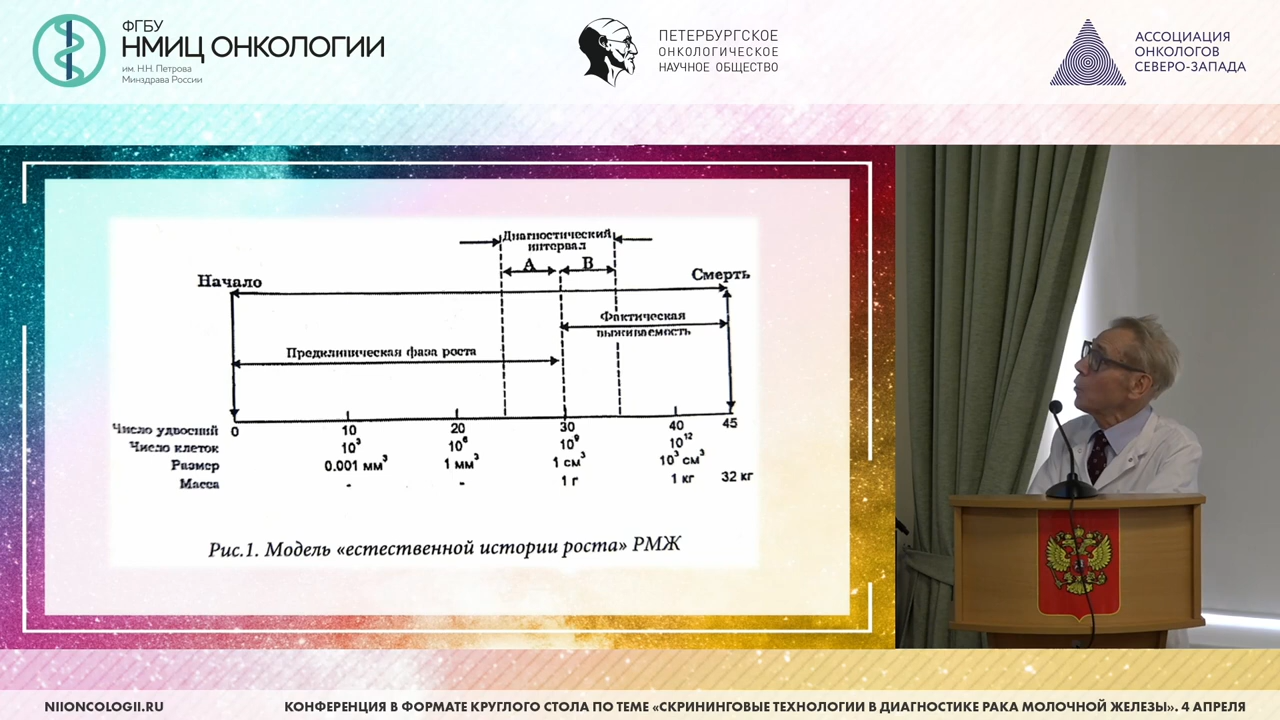 ФГБУ
НМИЦ ОНКОЛОГИИ
им. Н.Н. Петрова
Минздрава России
ПЕТЕРБУРГСКОЕ
ОНКОЛОГИЧЕСКОЕ
НАУЧНОЕ ОБЩЕСТВО
АССОЦИАЦИЯ
ОНКОЛОГОВ
СЕВЕРО-ЗАПАДА
Диагностический
интервал
А В
Начало Смерть
Фактическая
выживаемость
Предклиническая фаза роста
Число удвоений 0 10 20 30 40 45
Число клеток 10³ 10⁶ 10⁹ 10¹²
Размер 0.001 мм³ 1 мм³ 1 см³ 10³ см³
Масса - - 1 г 1 кг 32 кг
Рис.1. Модель «естественной истории роста» РМЖ
NIIONCOLOGII.RU
КОНФЕРЕНЦИЯ В ФОРМАТЕ КРУГЛОГО СТОЛА ПО ТЕМЕ «СКРИНИНГОВЫЕ ТЕХНОЛОГИИ В ДИАГНОСТИКЕ РАКА МОЛОЧНОЙ ЖЕЛЕЗЫ». 4 АПРЕЛЯ